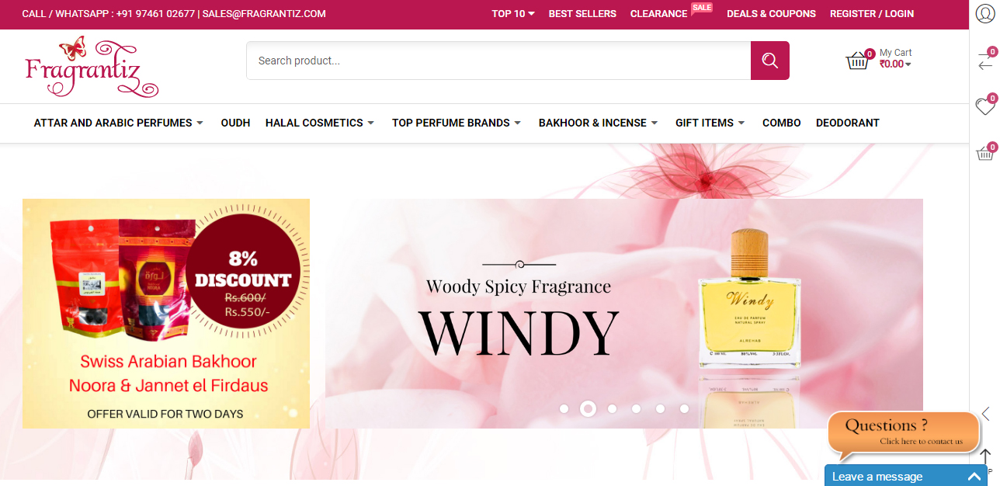 CALL / WHATSAPP : +91 97461 02677 | SALES@FRAGRANTIZ.COM
TOP 10
BEST SELLERS
CLEARANCE
SALE
DEALS & COUPONS
REGISTER / LOGIN
Fragrantiz
Search product...
0
My Cart
₹0.00
0
0
0
ATTAR AND ARABIC PERFUMES
OUDH
HALAL COSMETICS
TOP PERFUME BRANDS
BAKHOOR & INCENSE
GIFT ITEMS
COMBO
DEODORANT
8%
DISCOUNT
Rs.600/
Rs.550/-
Swiss Arabian Bakhoor
Noora & Jannet el Firdaus
OFFER VALID FOR TWO DAYS
Woody Spicy Fragrance
WINDY
Windy
EAU DE PARFUM
NATURAL SPRAY
ALREHAB
80%VOL
Questions ?
Click here to contact us
Leave a message
P